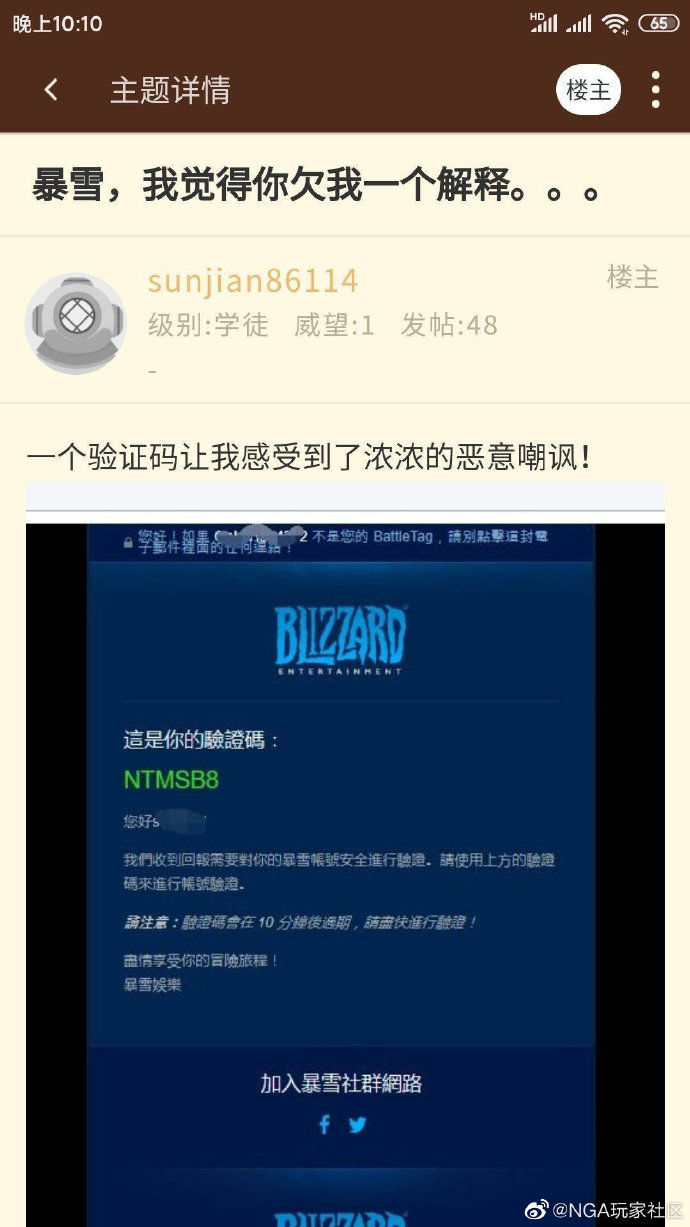 晚上10:10
HD
65
主题详情
楼主
暴雪，我觉得你欠我一个解释。。。
sunjian86114
楼主
级别:学徒 威望:1 发帖:48
-
一个验证码让我感受到了浓浓的恶意嘲讽！
您好！如果 2 不是您的 BattleTag，請別點擊這封電
子郵件裡面的任何連結！
BLIZZARD
ENTERTAINMENT
這是你的驗證碼：
NTMSB8
您好s
我們收到回報需要對你的暴雪帳號安全進行驗證。請使用上方的驗證
碼來進行帳號驗證。
請注意：驗證碼會在 10 分鐘後過期，請盡快進行驗證！
盡情享受你的冒險旅程！
暴雪娛樂
加入暴雪社群網路
BLIZZARD
@NGA玩家社区